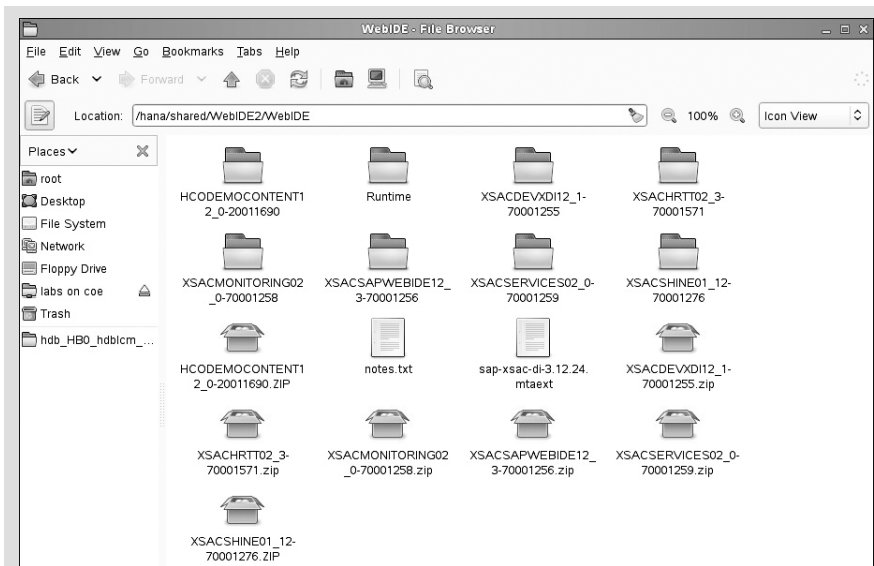 WebIDE - File Browser
File Edit View Go Bookmarks Tabs Help
Back Forward
Location: /hana/shared/WebIDE2/WebIDE 100% Icon View
Places
root
Desktop
File System
Network
Floppy Drive
labs on coe
Trash
hdb_HB0_hdblcm_...
HCODEMOCONTENT1
2_0-20011690
Runtime
XSACDEVXDI12_1-
70001255
XSACHRTT02_3-
70001571
XSACMONITORING02
_0-70001258
XSACSAPWEBIDE12_
3-70001256
XSACSERVICES02_0-
70001259
XSACSHINE01_12-
70001276
HCODEMOCONTENT1
2_0-20011690.ZIP
notes.txt
sap-xsac-di-3.12.24.
mtaext
XSACDEVXDI12_1-
70001255.zip
XSACHRTT02_3-
70001571.zip
XSACMONITORING02
_0-70001258.zip
XSACSAPWEBIDE12_
3-70001256.zip
XSACSERVICES02_0-
70001259.zip
XSACSHINE01_12-
70001276.ZIP